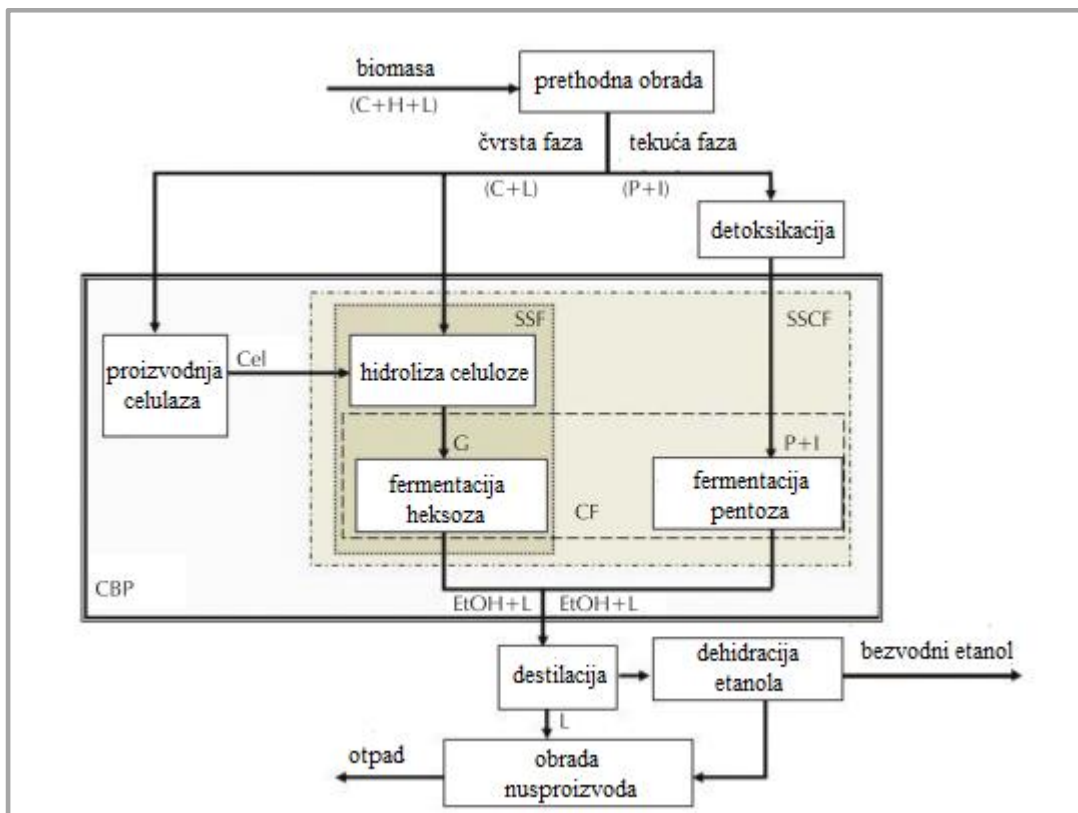 biomasa
(C+H+L)
prethodna obrada
čvrsta faza
tekuća faza
(C+L)
(P+I)
detoksikacija
SSF
SSCF
proizvodnja
celulaza
Cel
hidroliza celuloze
G
P+I
fermentacija
heksoza
CF
fermentacija
pentoza
CBP
EtOH+L
EtOH+L
destilacija
dehidracija
etanola
bezvodni etanol
L
otpad
obrada
nusproizvoda